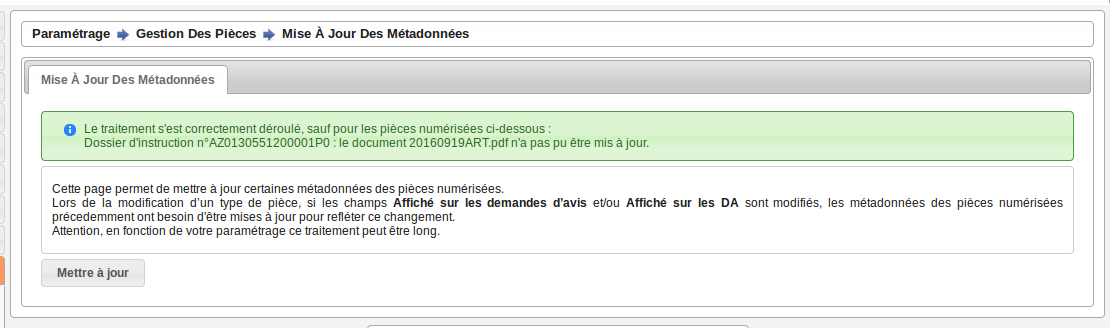 Paramétrage Gestion Des Pièces Mise À Jour Des Métadonnées
Mise À Jour Des Métadonnées
Le traitement s'est correctement déroulé, sauf pour les pièces numérisées ci-dessous :
Dossier d'instruction n°AZ0130551200001P0 : le document 20160919ART.pdf n'a pas pu être mis à jour.
Cette page permet de mettre à jour certaines métadonnées des pièces numérisées.
Lors de la modification d’un type de pièce, si les champs Affiché sur les demandes d’avis et/ou Affiché sur les DA sont modifiés, les métadonnées des pièces numérisées
précedemment ont besoin d'être mises à jour pour refléter ce changement.
Attention, en fonction de votre paramétrage ce traitement peut être long.
Mettre à jour